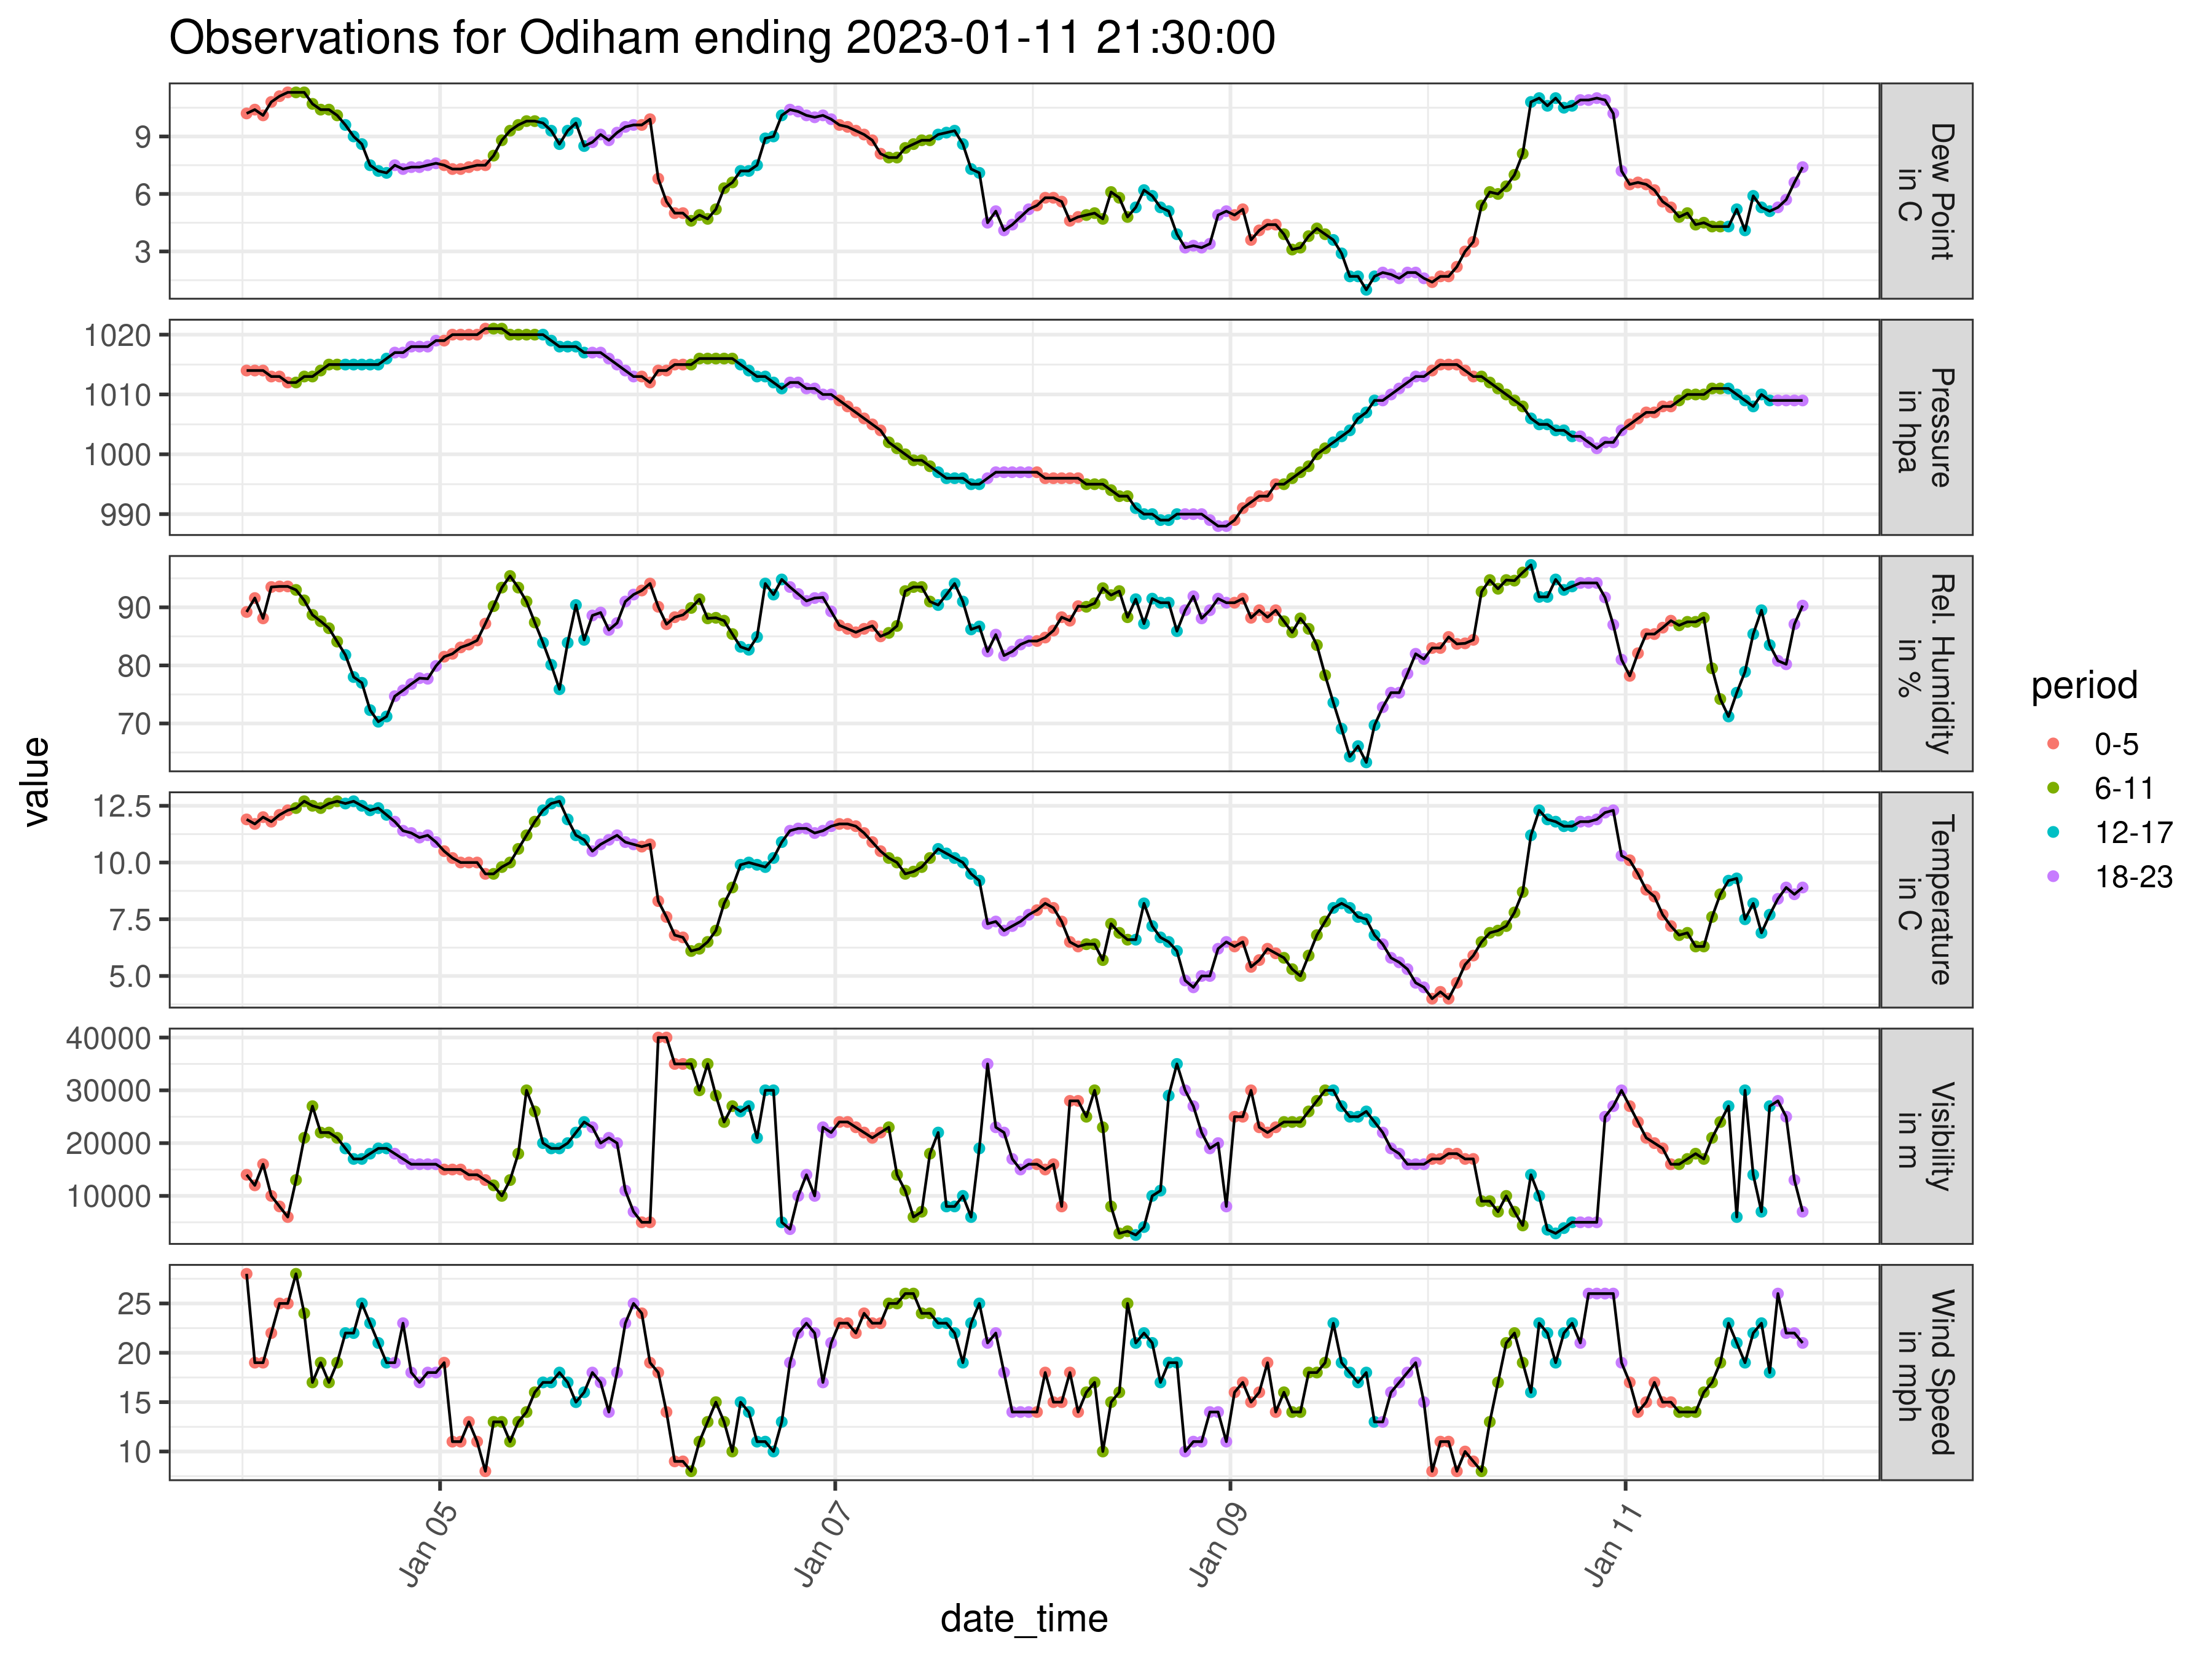 Observations for Odiham ending 2023-01-11 21:30:00
value
9
6
3
Dew Point
in C
1020
1010
1000
990
Pressure
in hpa
90
80
70
Rel. Humidity
in %
12.5
10.0
7.5
5.0
Temperature
in C
40000
30000
20000
10000
Visibility
in m
25
20
15
10
Wind Speed
in mph
Jan 05
Jan 07
Jan 09
Jan 11
date_time
period
0-5
6-11
12-17
18-23